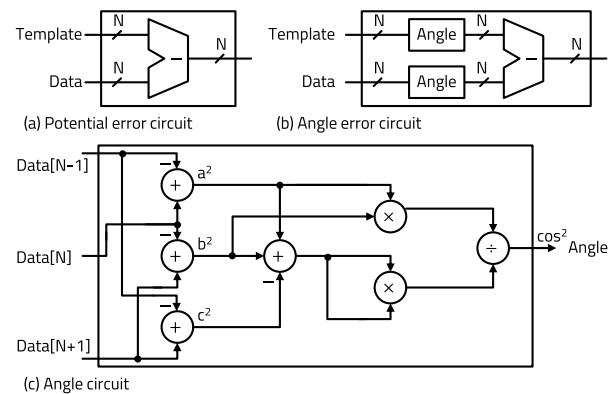 Template N N
Data N
(a) Potential error circuit
Template N Angle N N
Data N Angle N
(b) Angle error circuit
Data[N-1]
Data[N]
Data[N+1]
− + a²
− + b²
− + c²
+ −
×
×
÷
cos² Angle
(c) Angle circuit